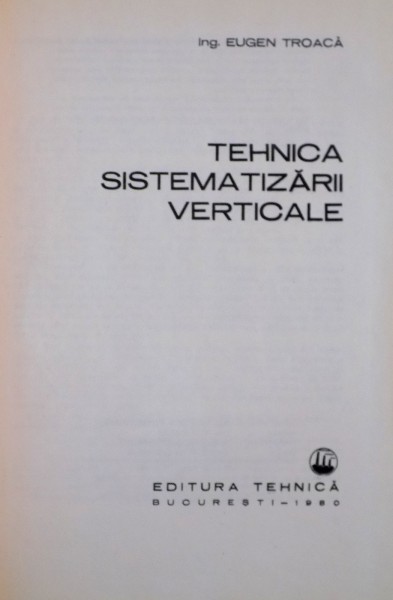 Ing. EUGEN TROACĂ
TEHNICA
SISTEMATIZĂRII
VERTICALE
EDITURA TEHNICĂ
BUCUREȘTI — 1980